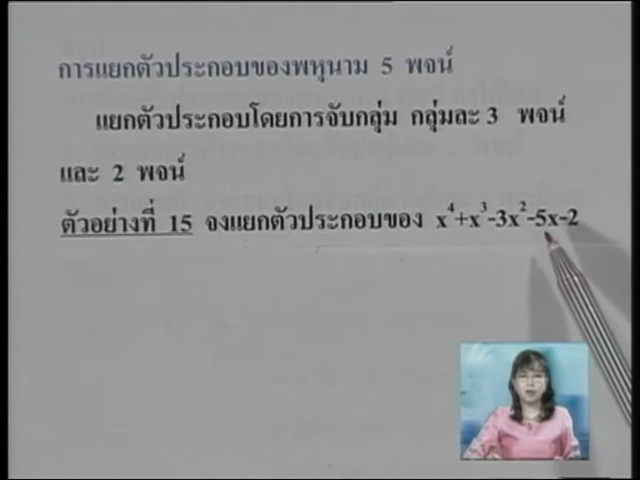 การแยกตัวประกอบของพหุนาม 5 พจน์
แยกตัวประกอบโดยการจับกลุ่ม กลุ่มละ 3 พจน์
และ 2 พจน์
ตัวอย่างที่ 15 จงแยกตัวประกอบของ x⁴+x³-3x²-5x-2